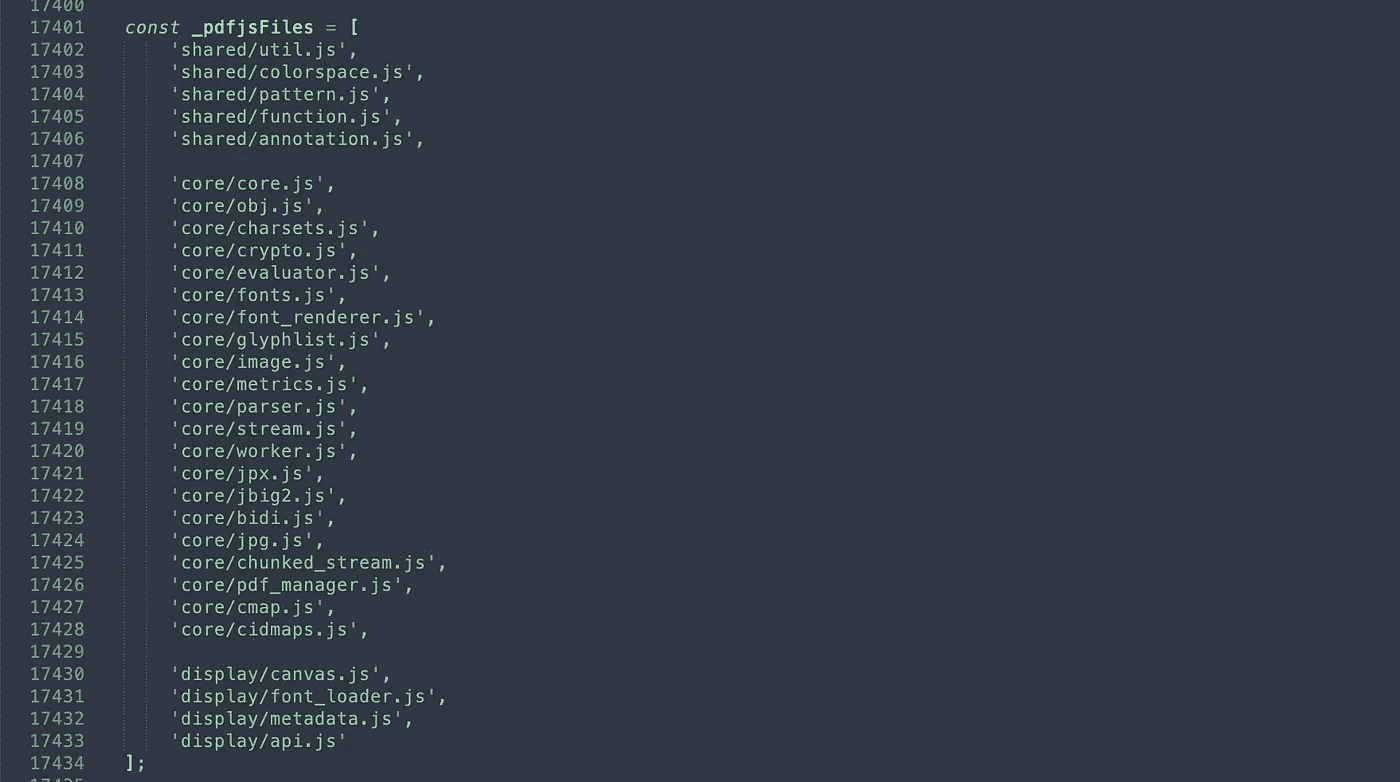 17400
17401 const _pdfjsFiles = [
17402 'shared/util.js',
17403 'shared/colorspace.js',
17404 'shared/pattern.js',
17405 'shared/function.js',
17406 'shared/annotation.js',
17407
17408 'core/core.js',
17409 'core/obj.js',
17410 'core/charsets.js',
17411 'core/crypto.js',
17412 'core/evaluator.js',
17413 'core/fonts.js',
17414 'core/font_renderer.js',
17415 'core/glyphlist.js',
17416 'core/image.js',
17417 'core/metrics.js',
17418 'core/parser.js',
17419 'core/stream.js',
17420 'core/worker.js',
17421 'core/jpx.js',
17422 'core/jbig2.js',
17423 'core/bidi.js',
17424 'core/jpg.js',
17425 'core/chunked_stream.js',
17426 'core/pdf_manager.js',
17427 'core/cmap.js',
17428 'core/cidmaps.js',
17429
17430 'display/canvas.js',
17431 'display/font_loader.js',
17432 'display/metadata.js',
17433 'display/api.js'
17434 ];
17435